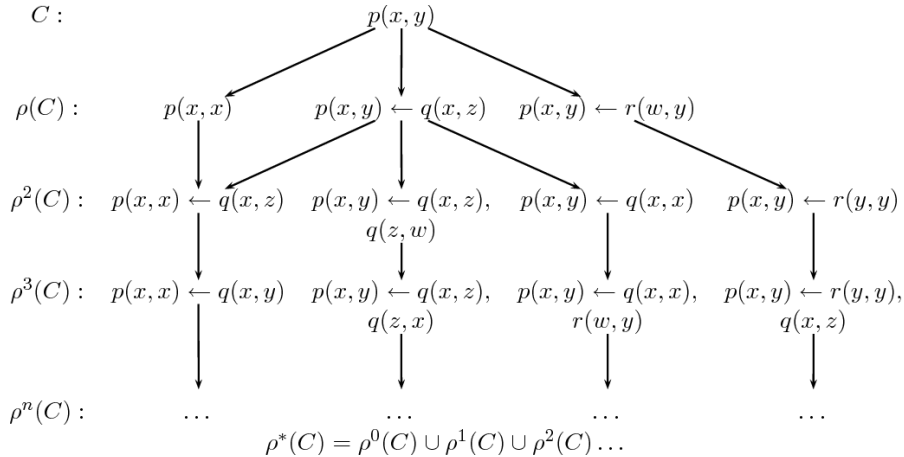 C : p(x, y)
ρ(C) : p(x, x) p(x, y) ← q(x, z) p(x, y) ← r(w, y)
ρ²(C) : p(x, x) ← q(x, z) p(x, y) ← q(x, z), p(x, y) ← q(x, x) p(x, y) ← r(y, y)
q(z, w)
ρ³(C) : p(x, x) ← q(x, y) p(x, y) ← q(x, z), p(x, y) ← q(x, x), p(x, y) ← r(y, y),
q(z, x) r(w, y) q(x, z)
ρⁿ(C) : ... ... ... ...
ρ*(C) = ρ⁰(C) ∪ ρ¹(C) ∪ ρ²(C) ...